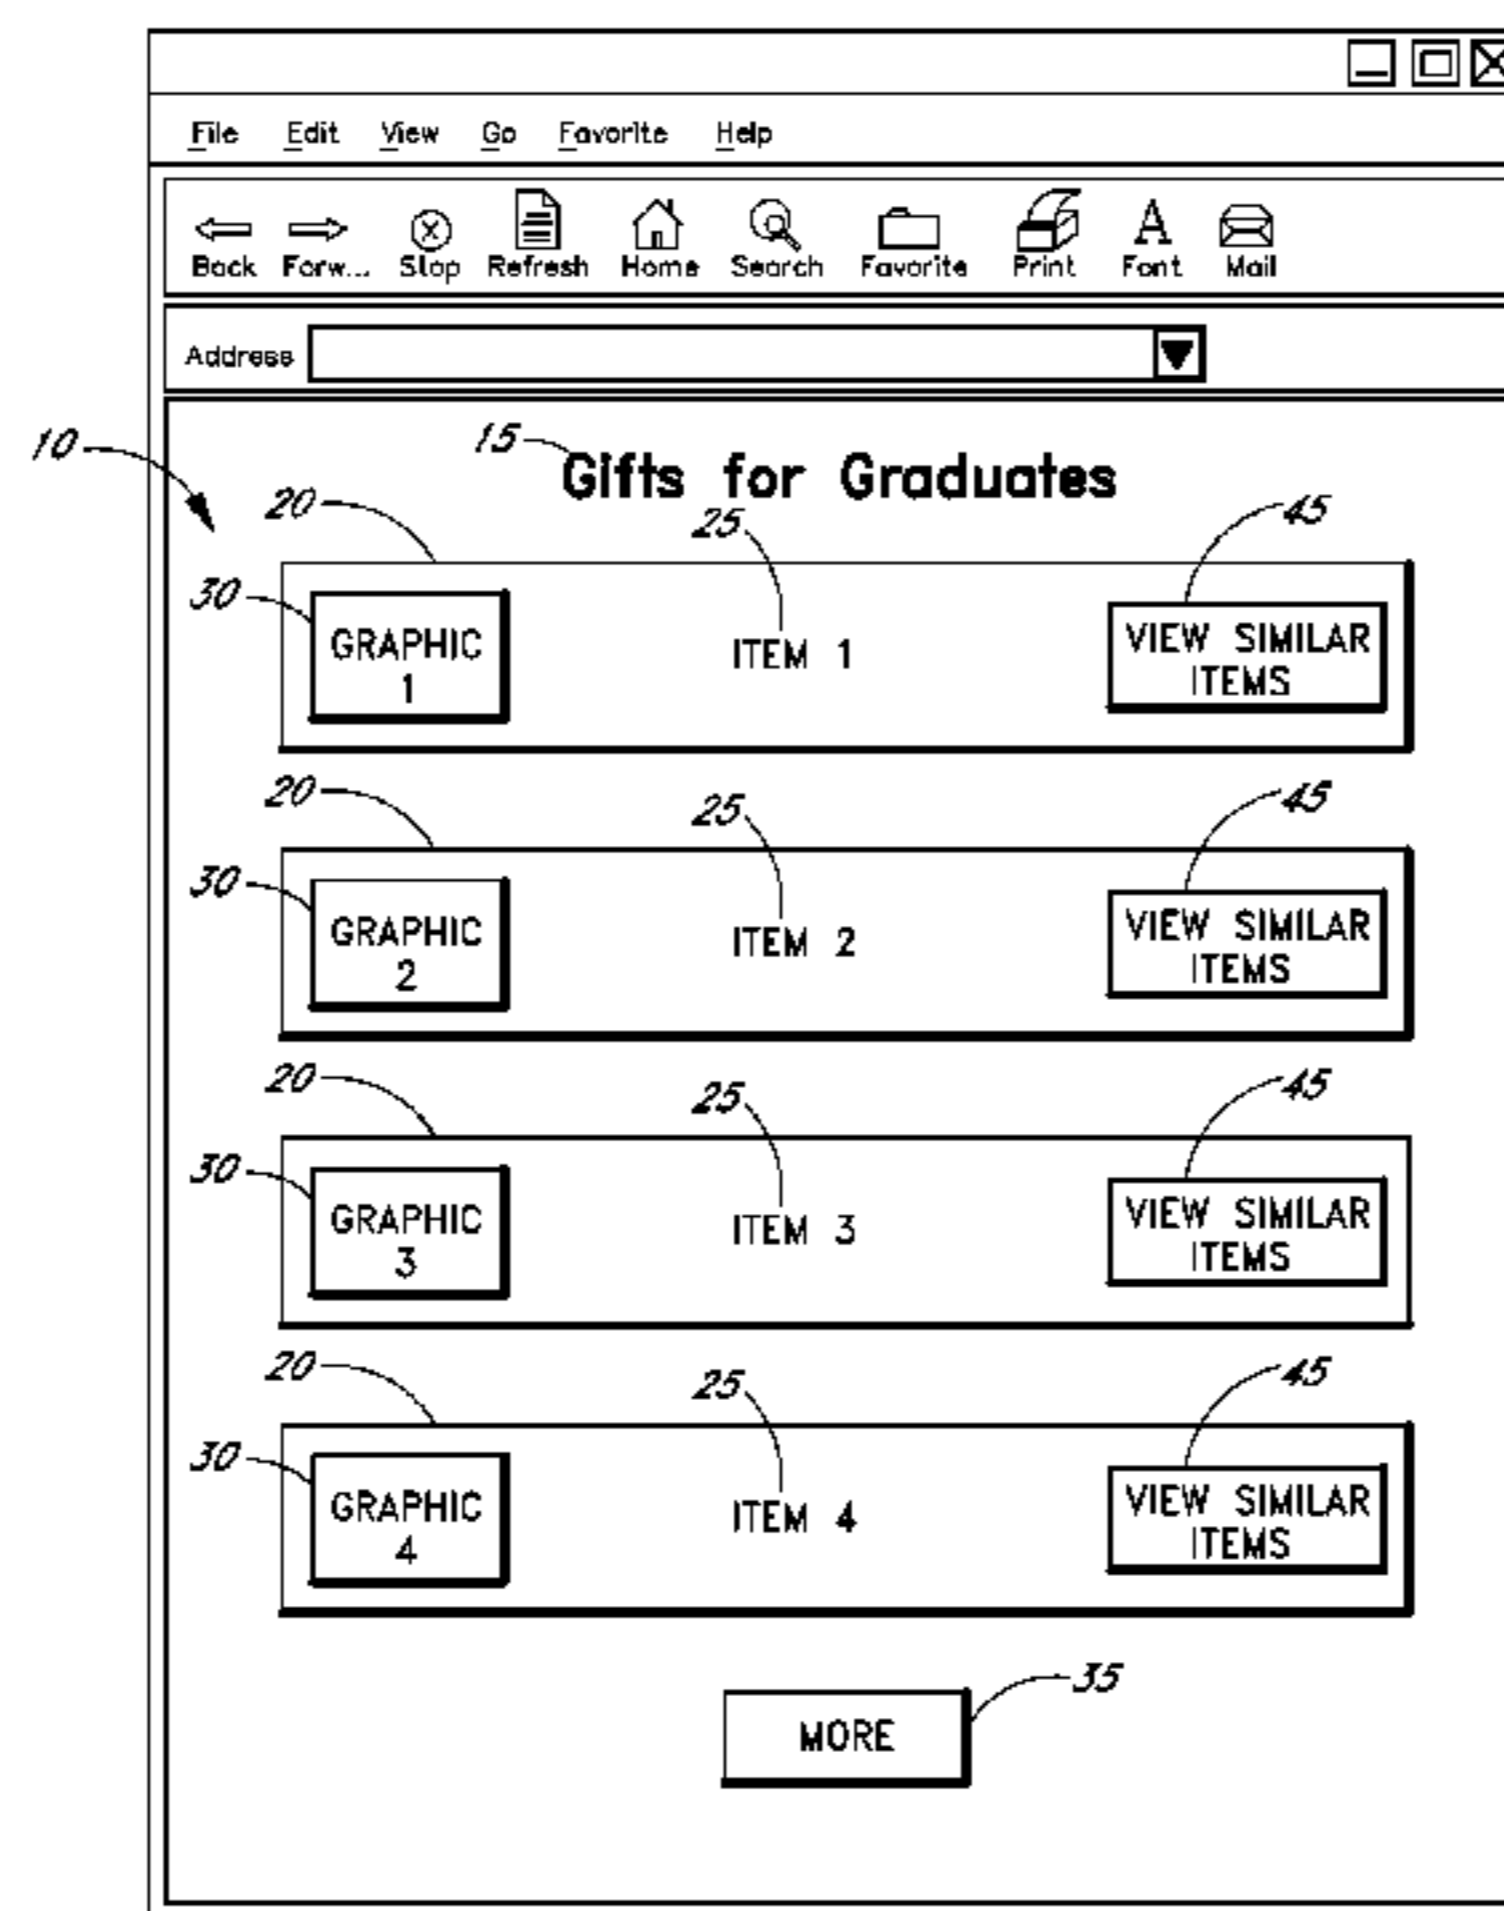 File Edit View Go Favorite Help
Back Forw... Stop Refresh Home Search Favorite Print Font Mail
Address
10
15
Gifts for Graduates
20 25 45
30
GRAPHIC 1
ITEM 1
VIEW SIMILAR
ITEMS
20 25 45
30
GRAPHIC
2
ITEM 2
VIEW SIMILAR
ITEMS
20 25 45
30
GRAPHIC
3
ITEM 3
VIEW SIMILAR
ITEMS
20 25 45
30
GRAPHIC
4
ITEM 4
VIEW SIMILAR
ITEMS
35
MORE